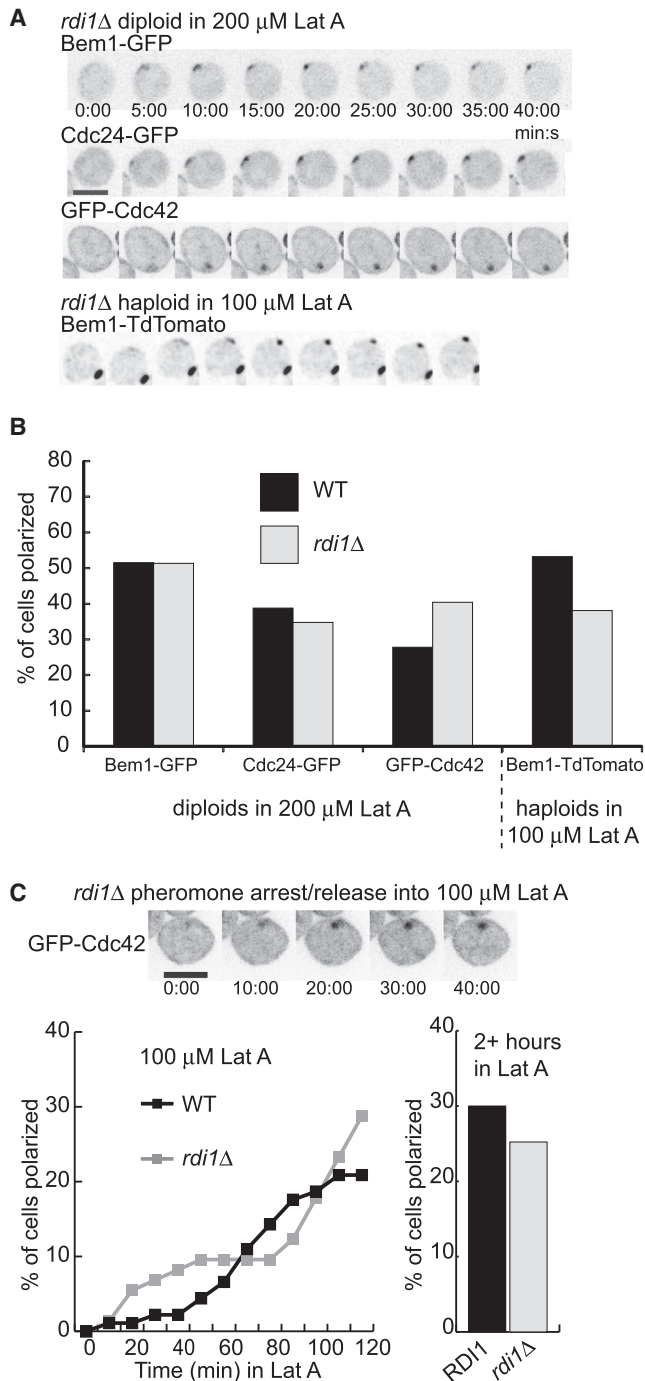 A
rdi1Δ diploid in 200 μM Lat A
Bem1-GFP
0:00 5:00 10:00 15:00 20:00 25:00 30:00 35:00 40:00
min:s
Cdc24-GFP
GFP-Cdc42
rdi1Δ haploid in 100 μM Lat A
Bem1-TdTomato
B
% of cells polarized
80
70
60
50
40
30
20
10
0
WT
rdi1Δ
Bem1-GFP Cdc24-GFP GFP-Cdc42 Bem1-TdTomato
diploids in 200 μM Lat A
haploids in
100 μM Lat A
C
rdi1Δ pheromone arrest/release into 100 μM Lat A
GFP-Cdc42
0:00 10:00 20:00 30:00 40:00
% of cells polarized
40
30
20
10
0
100 μM Lat A
WT
rdi1Δ
0 20 40 60 80 100 120
Time (min) in Lat A
% of cells polarized
40
30
20
10
0
2+ hours
in Lat A
RDI1
rdi1Δ